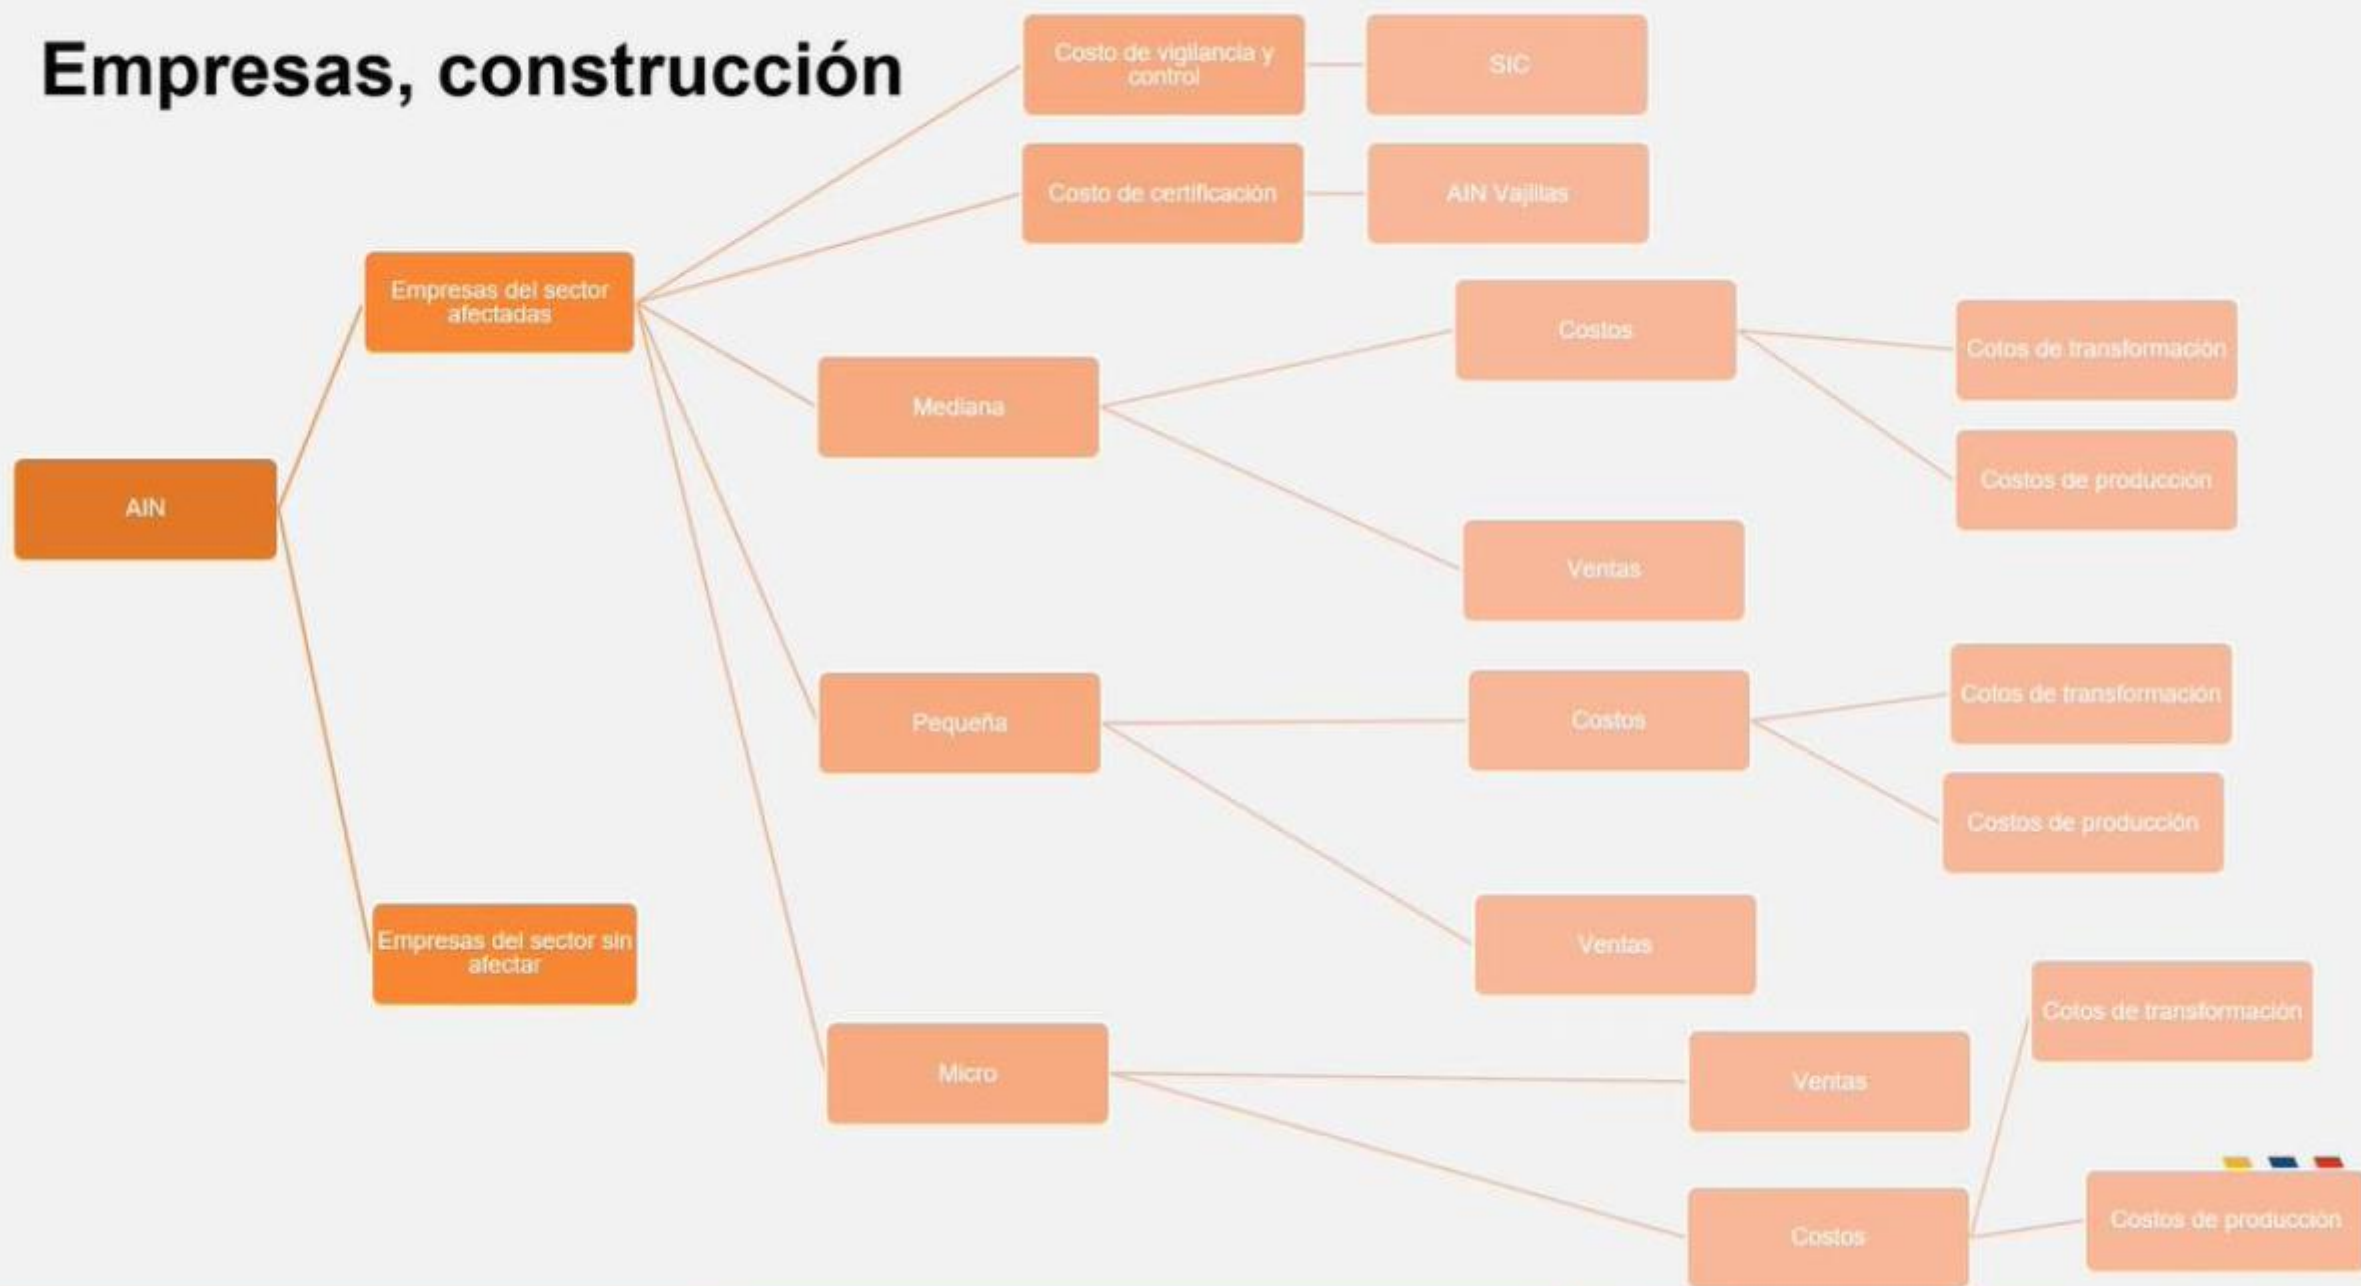 Empresas, construcción
Costo de vigilancia y
control
SIC
Costo de certificación
AIN Vajillas
Empresas del sector
afectadas
Costos
Cotos de transformación
Mediana
Costos de producción
AIN
Ventas
Cotos de transformación
Pequeña
Costos
Costos de producción
Empresas del sector sin
afectar
Ventas
Cotos de transformación
Micro
Ventas
Costos
Costos de producción